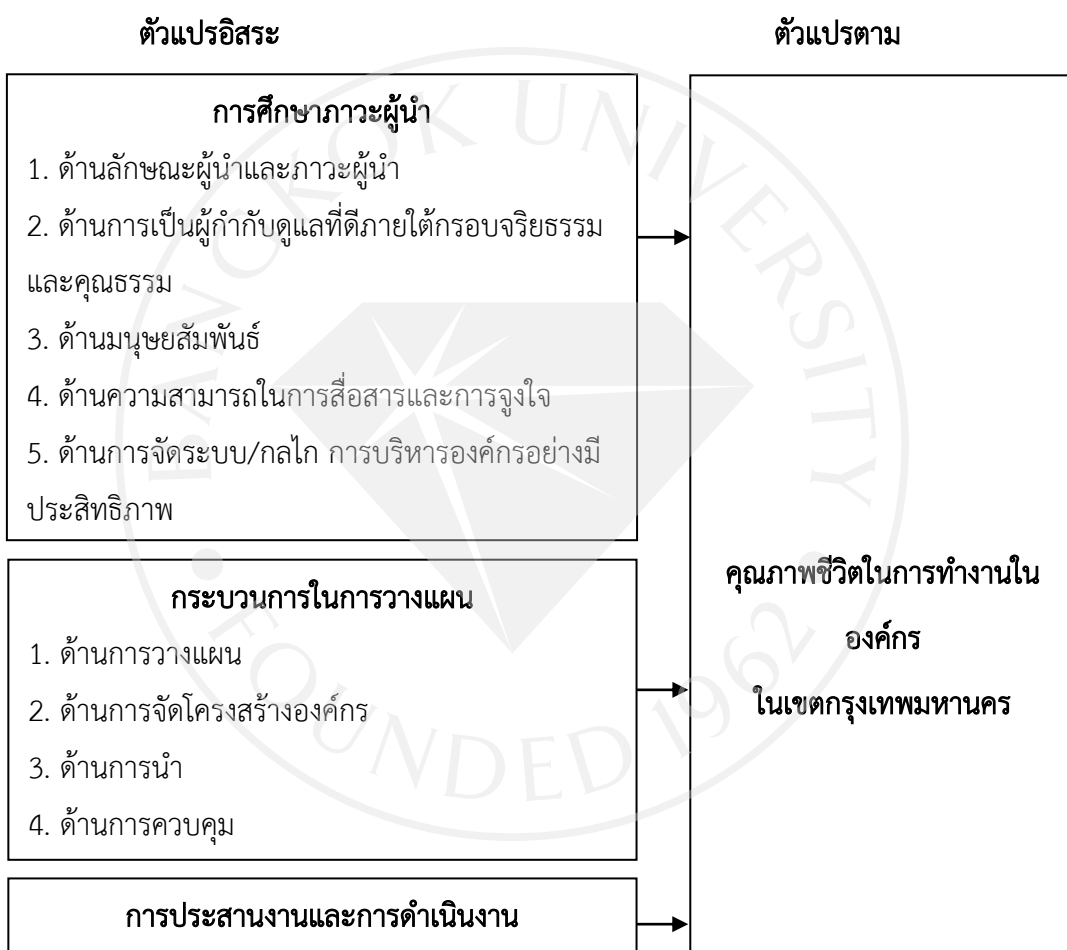 ตัวแปรอิสระ
ตัวแปรตาม
การศึกษาภาวะผู้นำ
1. ด้านลักษณะผู้นำและภาวะผู้นำ
2. ด้านการเป็นผู้กำกับดูแลที่ดีภายใต้กรอบจริยธรรม
และคุณธรรม
3. ด้านมนุษยสัมพันธ์
4. ด้านความสามารถในการสื่อสารและการจูงใจ
5. ด้านการจัดระบบ/กลไก การบริหารองค์กรอย่างมี
ประสิทธิภาพ
กระบวนการในการวางแผน
1. ด้านการวางแผน
2. ด้านการจัดโครงสร้างองค์กร
3. ด้านการนำ
4. ด้านการควบคุม
การประสานงานและการดำเนินงาน
คุณภาพชีวิตในการทำงานใน
องค์กร
ในเขตกรุงเทพมหานคร
BANGKOK UNIVERSITY
FOUNDED 1962